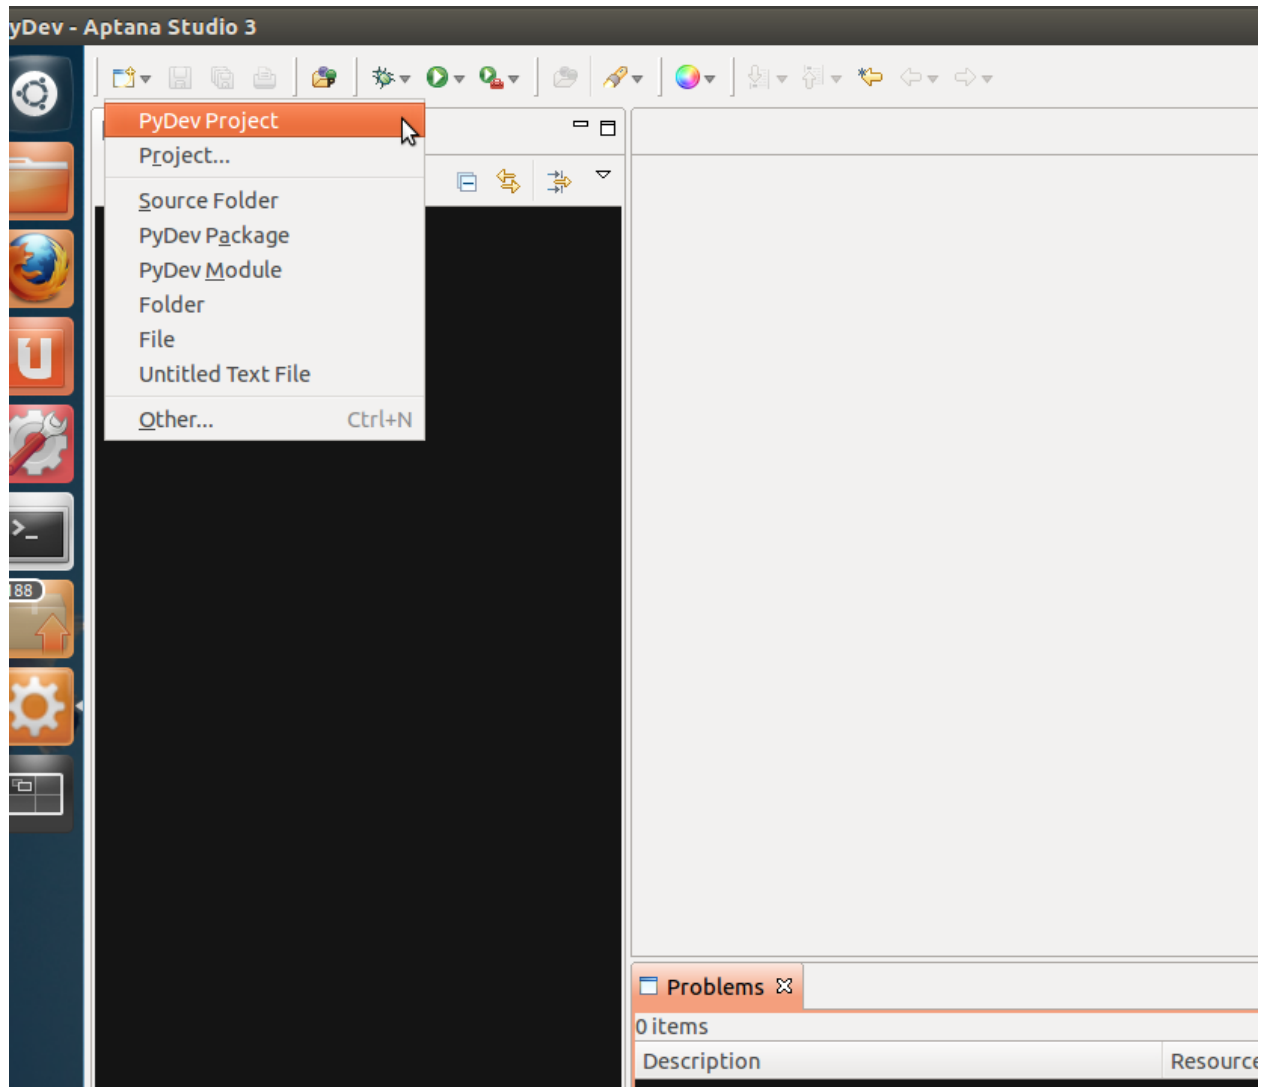 yDev - Aptana Studio 3
PyDev Project
Project...
Source Folder
PyDev Package
PyDev Module
Folder
File
Untitled Text File
Other... Ctrl+N
188
Problems
0 items
Description Resource